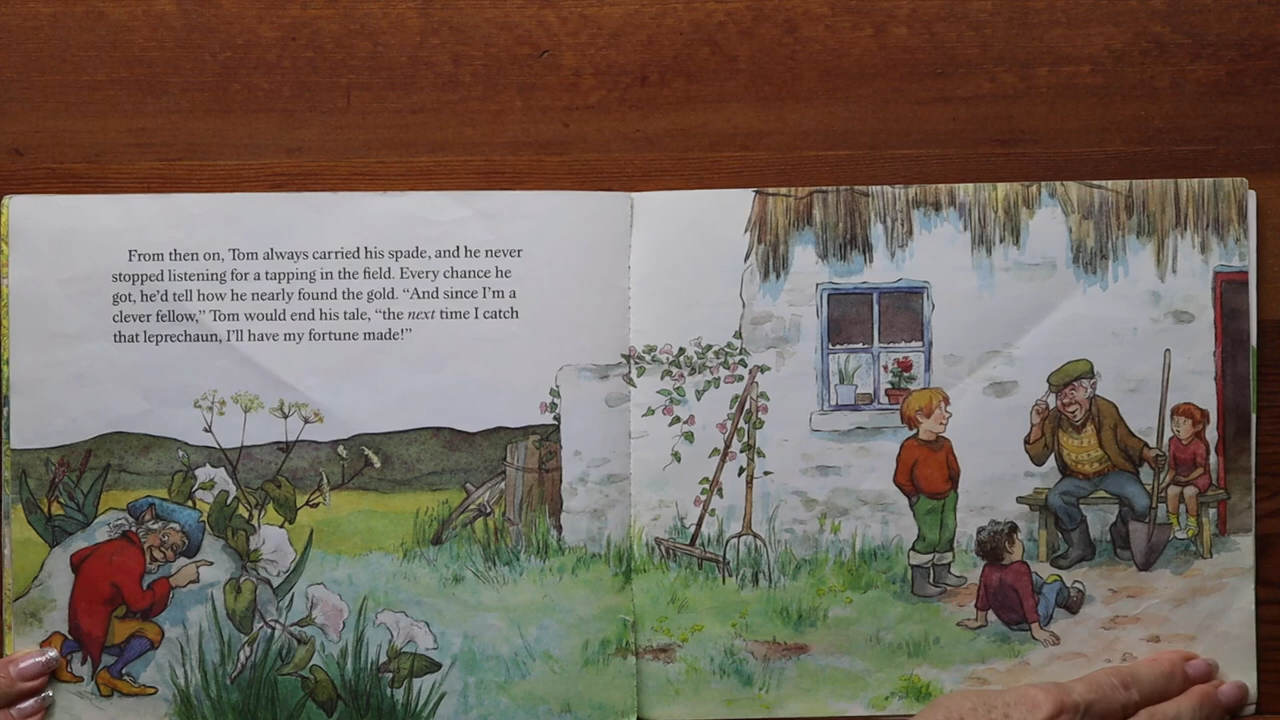 From then on, Tom always carried his spade, and he never
stopped listening for a tapping in the field. Every chance he
got, he’d tell how he nearly found the gold. “And since I’m a
clever fellow,” Tom would end his tale, “the next time I catch
that leprechaun, I’ll have my fortune made!”